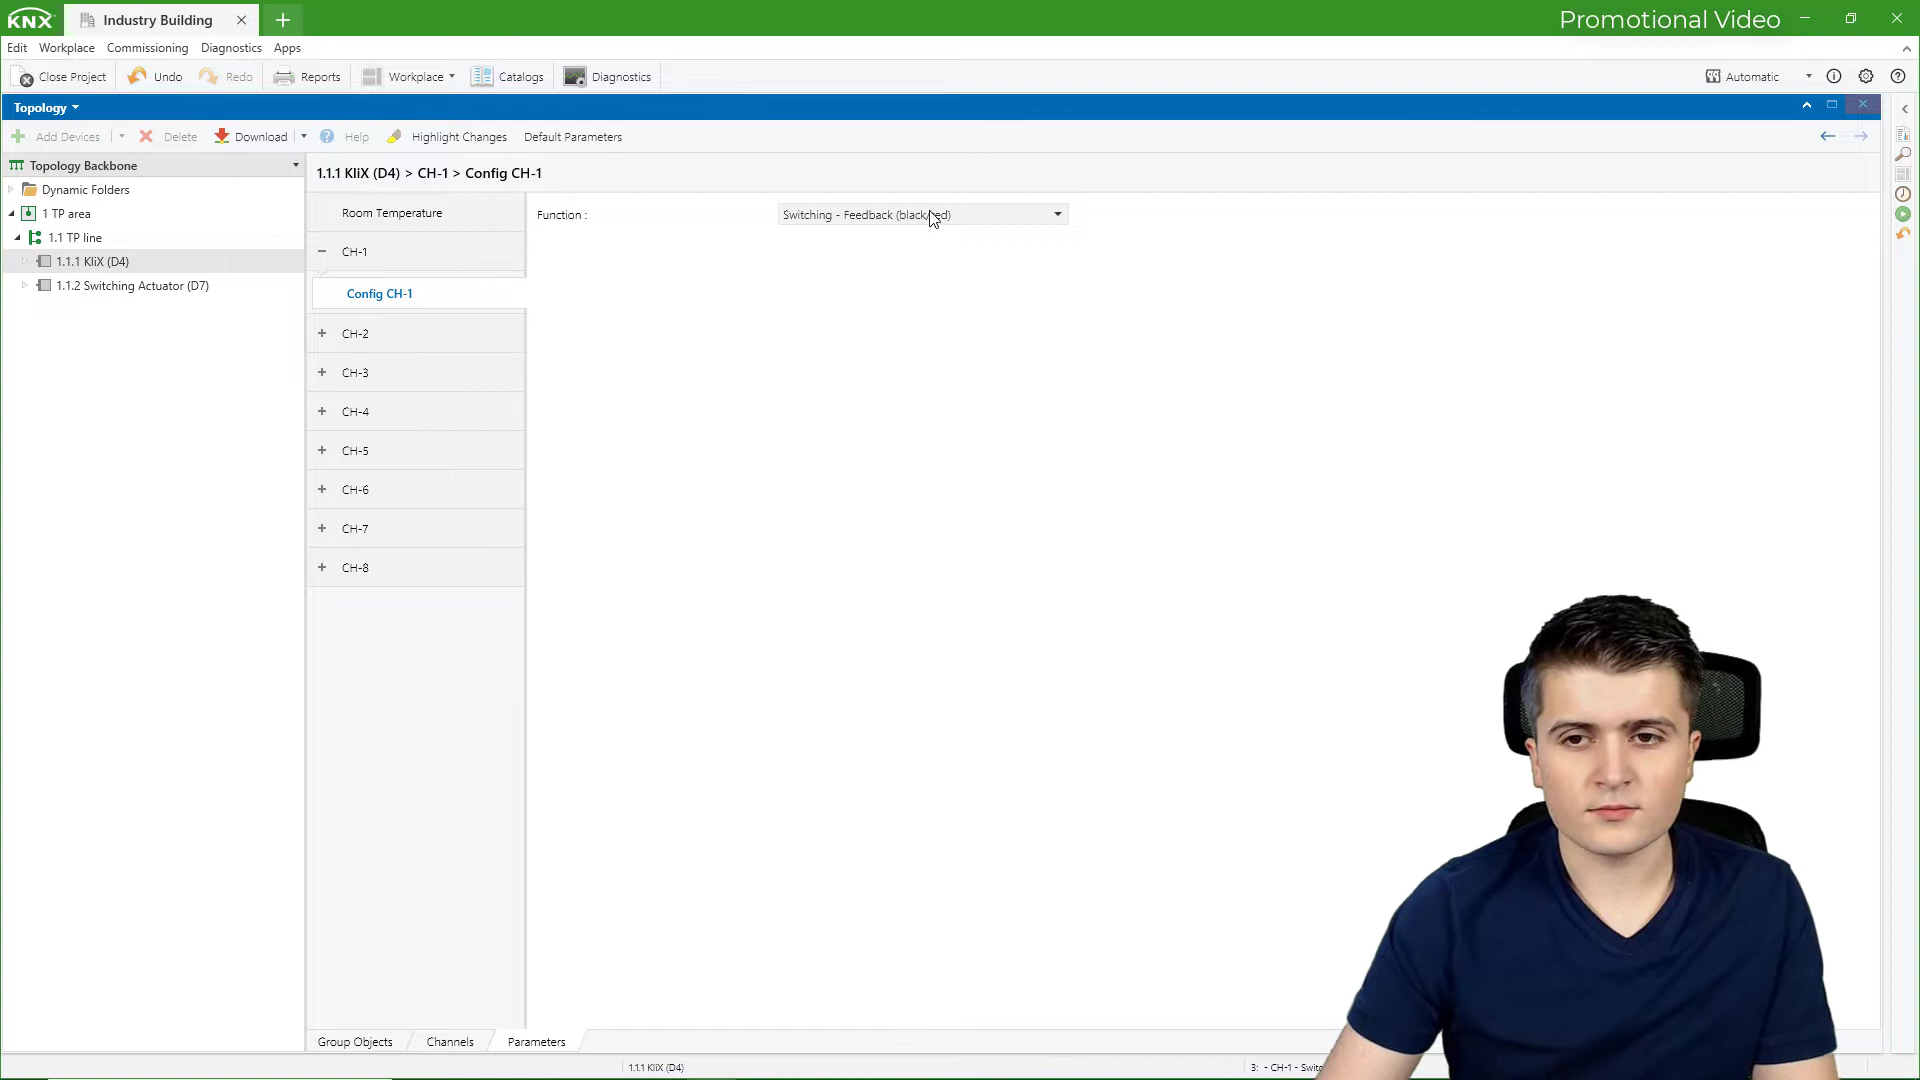 KNX
Industry Building
Promotional Video
Edit Workplace Commissioning Diagnostics Apps
Close Project Undo Redo Reports Workplace Catalogs Diagnostics Automatic
Topology
Add Devices Delete Download Help Highlight Changes Default Parameters
Topology Backbone
Dynamic Folders
1 TP area
1.1 TP line
1.1.1 KliX (D4)
1.1.2 Switching Actuator (D7)
1.1.1 KliX (D4) > CH-1 > Config CH-1
Room Temperature
CH-1
Config CH-1
CH-2
CH-3
CH-4
CH-5
CH-6
CH-7
CH-8
Function :
Switching - Feedback (black/red)
Group Objects Channels Parameters
1.1.1 KliX (D4)
3: - CH-1 - Switc